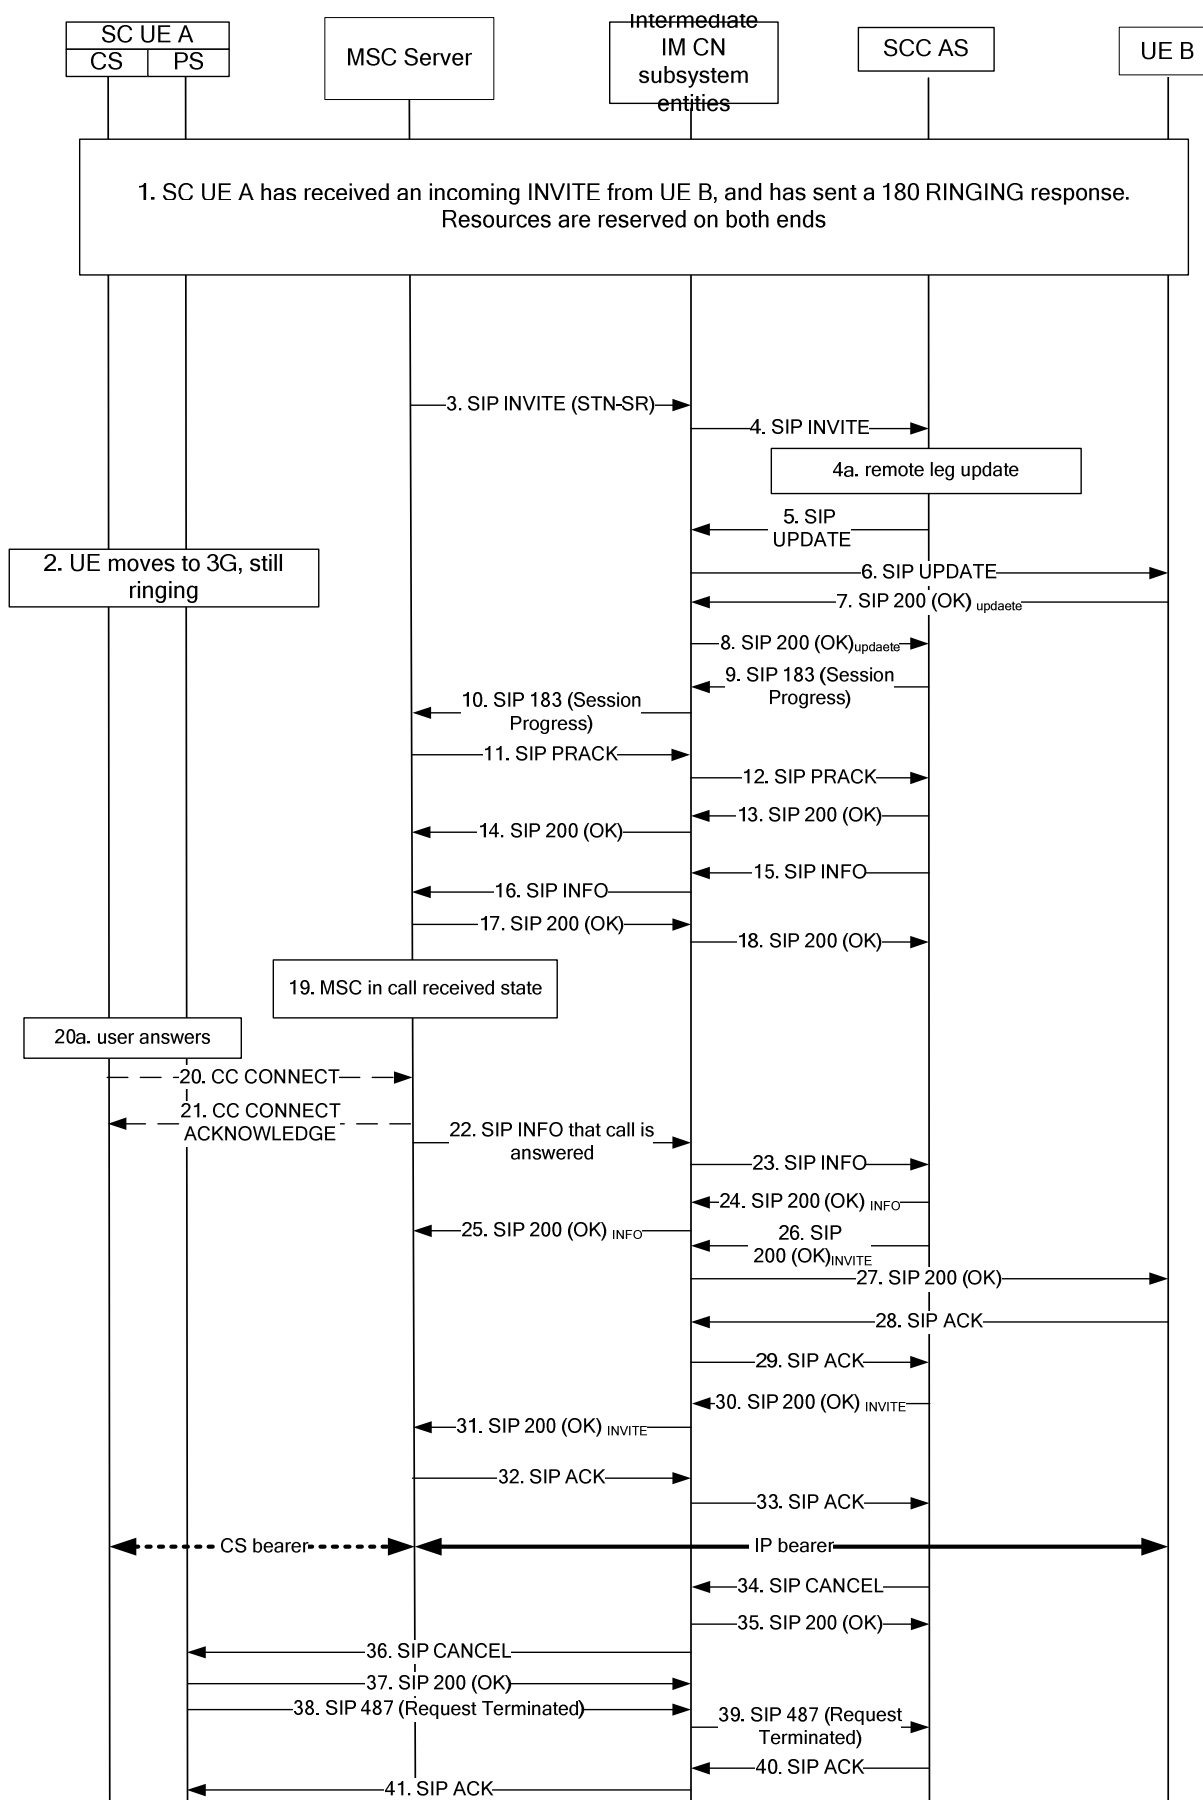 SC UE A
CS PS
MSC Server
Intermediate
IM CN
subsystem
entities
SCC AS
UE B
1. SC UE A has received an incoming INVITE from UE B, and has sent a 180 RINGING response.
Resources are reserved on both ends
3. SIP INVITE (STN-SR)
4. SIP INVITE
4a. remote leg update
5. SIP
UPDATE
2. UE moves to 3G, still
ringing
6. SIP UPDATE
7. SIP 200 (OK) updaete
8. SIP 200 (OK)updaete
9. SIP 183 (Session
Progress)
10. SIP 183 (Session
Progress)
11. SIP PRACK
12. SIP PRACK
13. SIP 200 (OK)
14. SIP 200 (OK)
15. SIP INFO
16. SIP INFO
17. SIP 200 (OK)
18. SIP 200 (OK)
19. MSC in call received state
20a. user answers
20. CC CONNECT
21. CC CONNECT
ACKNOWLEDGE
22. SIP INFO that call is
answered
23. SIP INFO
24. SIP 200 (OK) INFO
25. SIP 200 (OK) INFO
26. SIP
200 (OK)INVITE
27. SIP 200 (OK)
28. SIP ACK
29. SIP ACK
30. SIP 200 (OK) INVITE
31. SIP 200 (OK) INVITE
32. SIP ACK
33. SIP ACK
CS bearer
IP bearer
34. SIP CANCEL
35. SIP 200 (OK)
36. SIP CANCEL
37. SIP 200 (OK)
38. SIP 487 (Request Terminated)
39. SIP 487 (Request
Terminated)
40. SIP ACK
41. SIP ACK